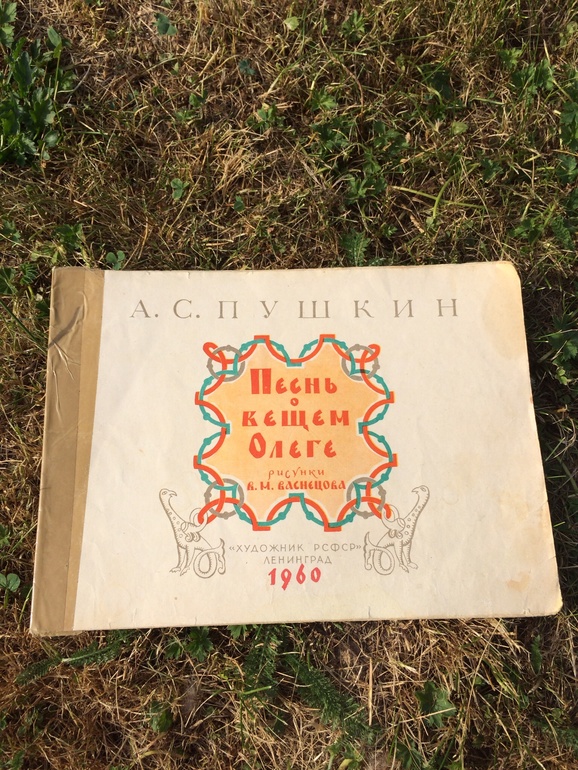 А. С. ПУШКИН
Песнь
о
вещем
Олеге
рисунки
В. М. Васнецова
«ХУДОЖНИК РСФСР»
ЛЕНИНГРАД
1960